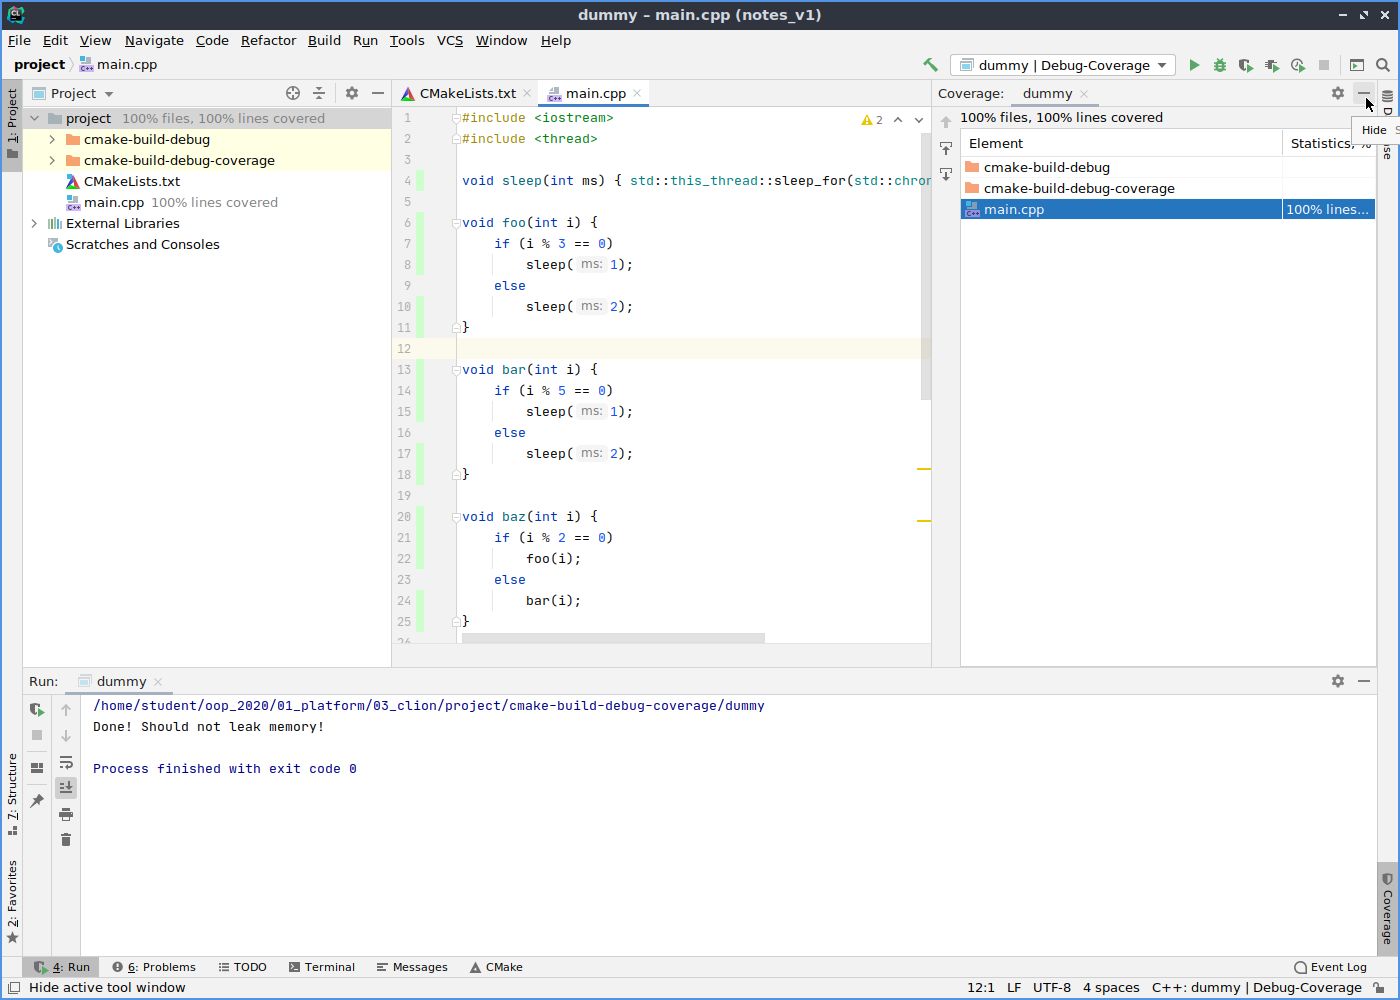 dummy – main.cpp (notes_v1)
File Edit View Navigate Code Refactor Build Run Tools VCS Window Help
project main.cpp dummy | Debug-Coverage
1: Project
Project
project 100% files, 100% lines covered
cmake-build-debug
cmake-build-debug-coverage
CMakeLists.txt
main.cpp 100% lines covered
External Libraries
Scratches and Consoles
CMakeLists.txt main.cpp
2
1 #include <iostream>
2 #include <thread>
3
4 void sleep(int ms) { std::this_thread::sleep_for(std::chron
5
6 void foo(int i) {
7 if (i % 3 == 0)
8 sleep( ms: 1);
9 else
10 sleep( ms: 2);
11 }
12
13 void bar(int i) {
14 if (i % 5 == 0)
15 sleep( ms: 1);
16 else
17 sleep( ms: 2);
18 }
19
20 void baz(int i) {
21 if (i % 2 == 0)
22 foo(i);
23 else
24 bar(i);
25 }
26
Coverage: dummy
100% files, 100% lines covered
Hide
Element Statistics, %
cmake-build-debug
cmake-build-debug-coverage
main.cpp 100% lines...
Run: dummy
/home/student/oop_2020/01_platform/03_clion/project/cmake-build-debug-coverage/dummy
Done! Should not leak memory!
Process finished with exit code 0
7: Structure
2: Favorites
Coverage
4: Run 6: Problems TODO Terminal Messages CMake Event Log
Hide active tool window 12:1 LF UTF-8 4 spaces C++: dummy | Debug-Coverage